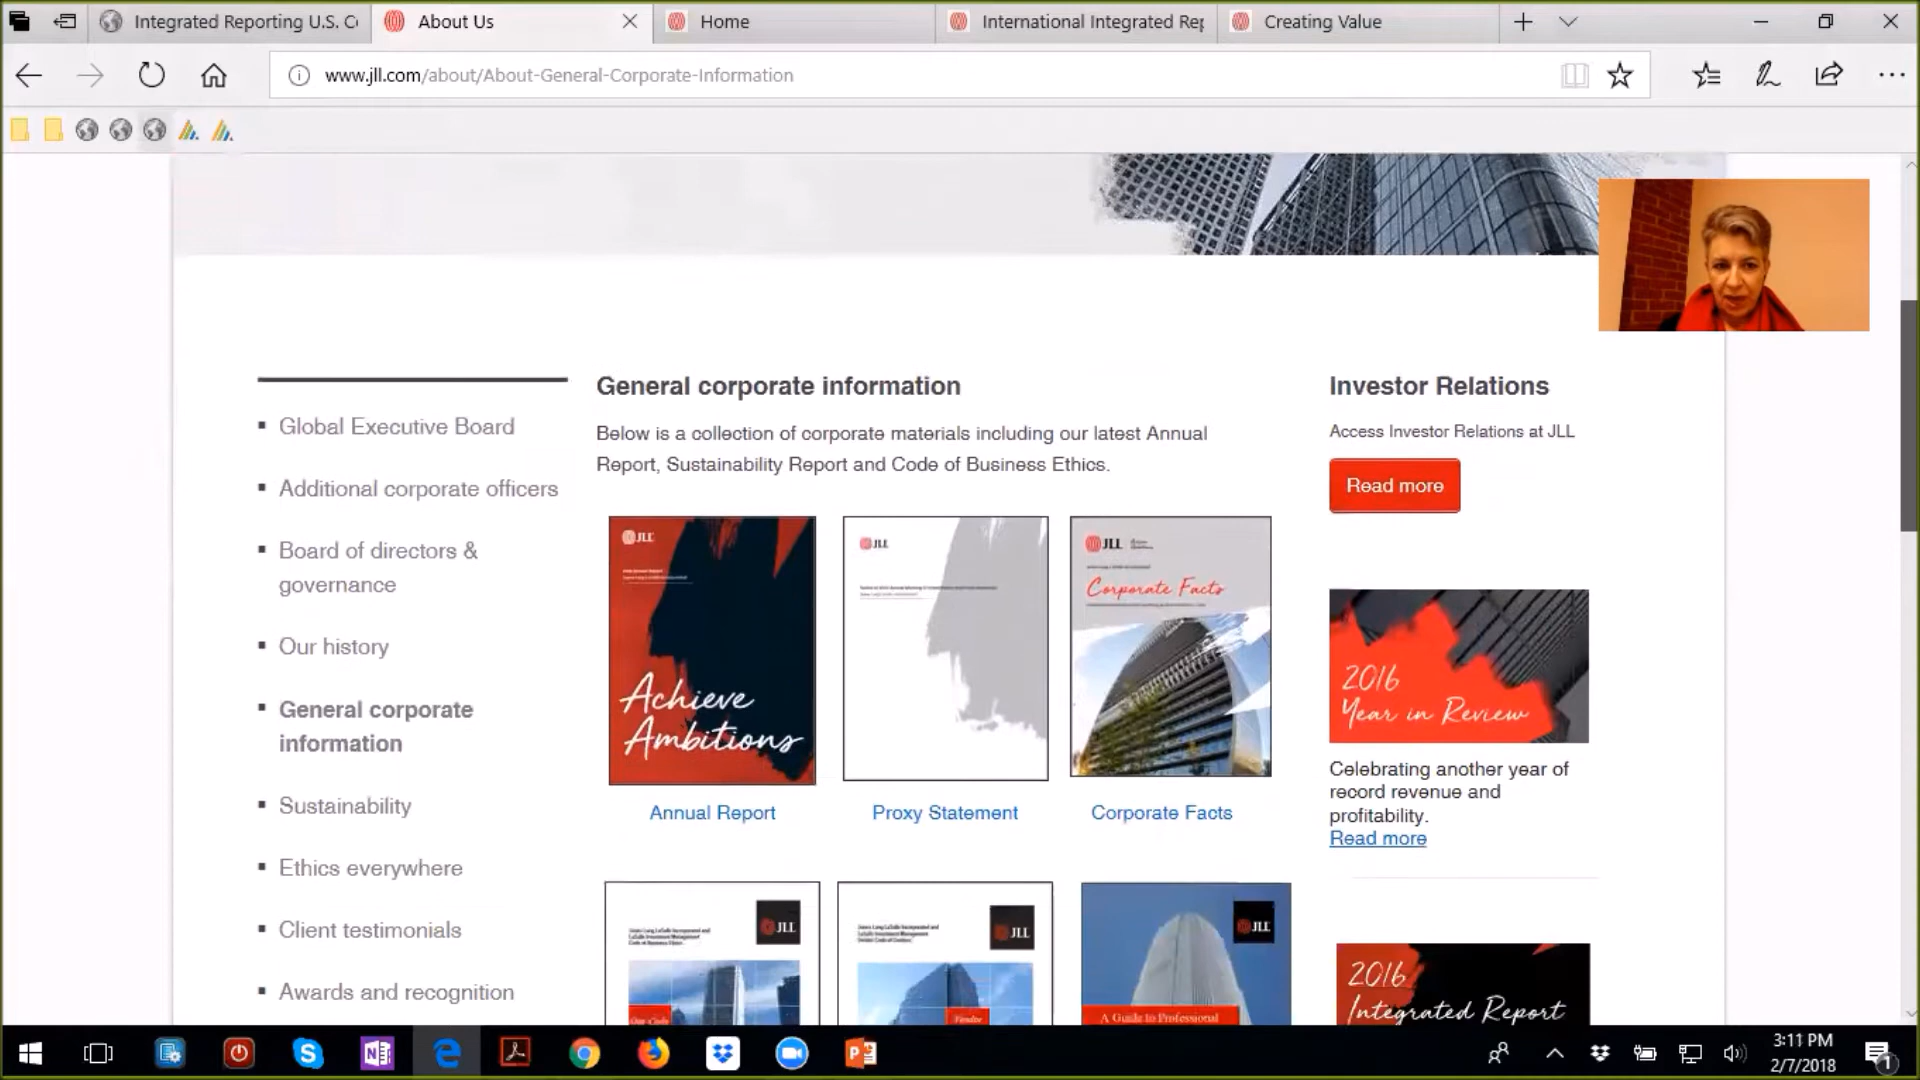 Integrated Reporting U.S. Co
About Us
Home
International Integrated Rep
Creating Value
www.jll.com/about/About-General-Corporate-Information
Global Executive Board
Additional corporate officers
Board of directors &
governance
Our history
General corporate
information
Sustainability
Ethics everywhere
Client testimonials
Awards and recognition
General corporate information
Below is a collection of corporate materials including our latest Annual
Report, Sustainability Report and Code of Business Ethics.
JLL
Achieve
Ambitions
Annual Report
JLL
Proxy Statement
JLL
Corporate Facts
Corporate Facts
JLL
JLL
Vendor
JLL
A Guide to Professional
Investor Relations
Access Investor Relations at JLL
Read more
2016
Year in Review
Celebrating another year of
record revenue and
profitability.
Read more
2016
Integrated Report
3:11 PM
2/7/2018
1